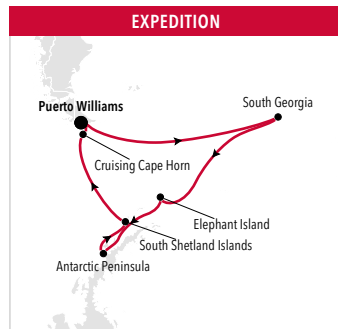 EXPEDITION
Puerto Williams
South Georgia
Cruising Cape Horn
Elephant Island
South Shetland Islands
Antarctic Peninsula